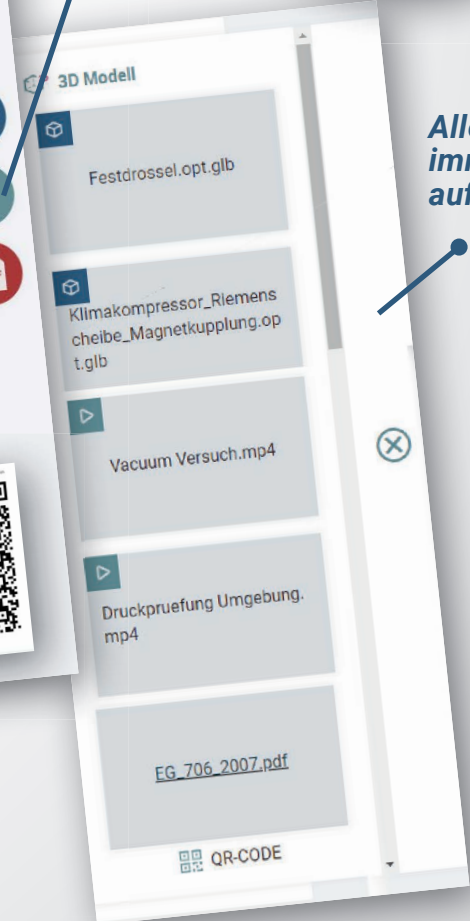 3D Modell
Festdrossel.opt.glb
Klimakompressor_Riemens
cheibe_Magnetkupplung.op
t.glb
Vacuum Versuch.mp4
Druckpruefung Umgebung.
mp4
EG_706_2007.pdf
QR-CODE